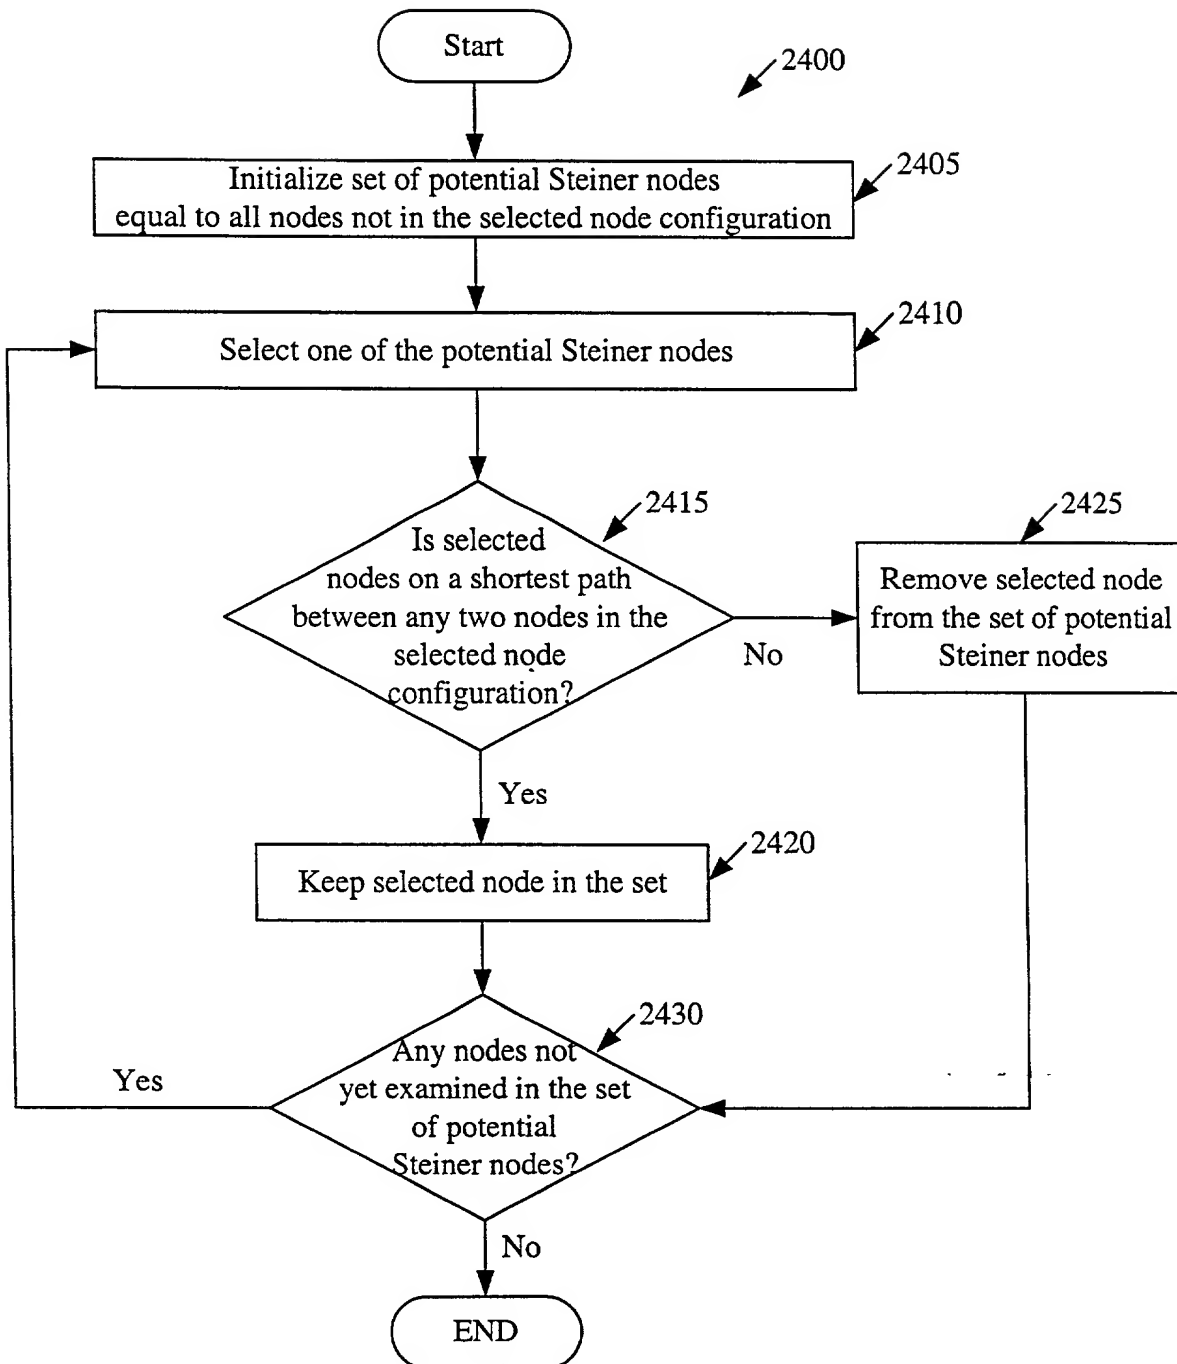 Start
2400
Initialize set of potential Steiner nodes
equal to all nodes not in the selected node configuration
2405
Select one of the potential Steiner nodes
2410
Is selected
nodes on a shortest path
between any two nodes in the
selected node
configuration?
2415
No
Remove selected node
from the set of potential
Steiner nodes
2425
Yes
Keep selected node in the set
2420
Any nodes not
yet examined in the set
of potential
Steiner nodes?
2430
Yes
No
END